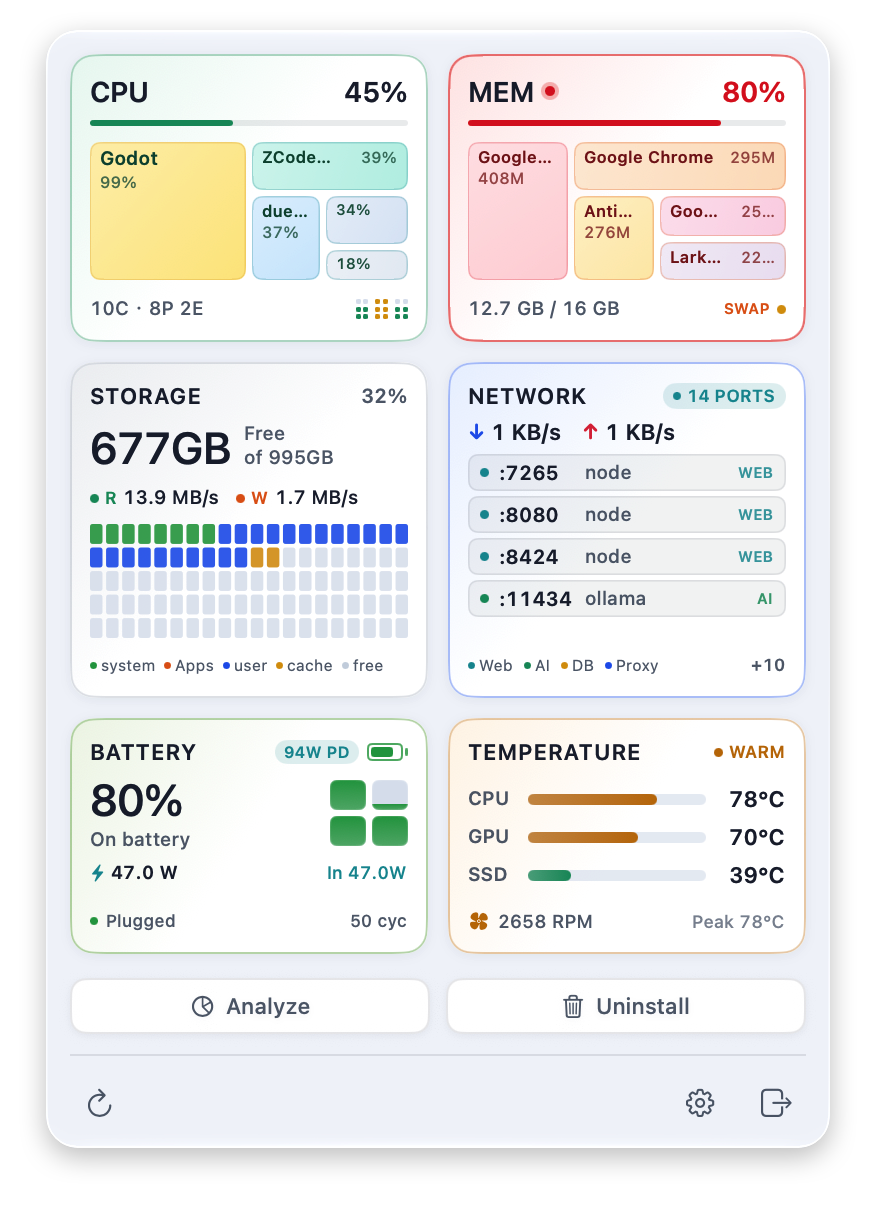 CPU 45%
Godot
99%
ZCode... 39%
due...
37%
34%
18%
10C · 8P 2E
MEM 80%
Google...
408M
Google Chrome 295M
Anti...
276M
Goo... 25...
Lark... 22...
12.7 GB / 16 GB SWAP
STORAGE 32%
677GB
Free
of 995GB
R 13.9 MB/s W 1.7 MB/s
system Apps user cache free
NETWORK 14 PORTS
1 KB/s 1 KB/s
:7265 node WEB
:8080 node WEB
:8424 node WEB
:11434 ollama AI
Web AI DB Proxy +10
BATTERY 94W PD
80%
On battery
47.0 W In 47.0W
Plugged 50 cyc
TEMPERATURE WARM
CPU 78°C
GPU 70°C
SSD 39°C
2658 RPM Peak 78°C
Analyze
Uninstall